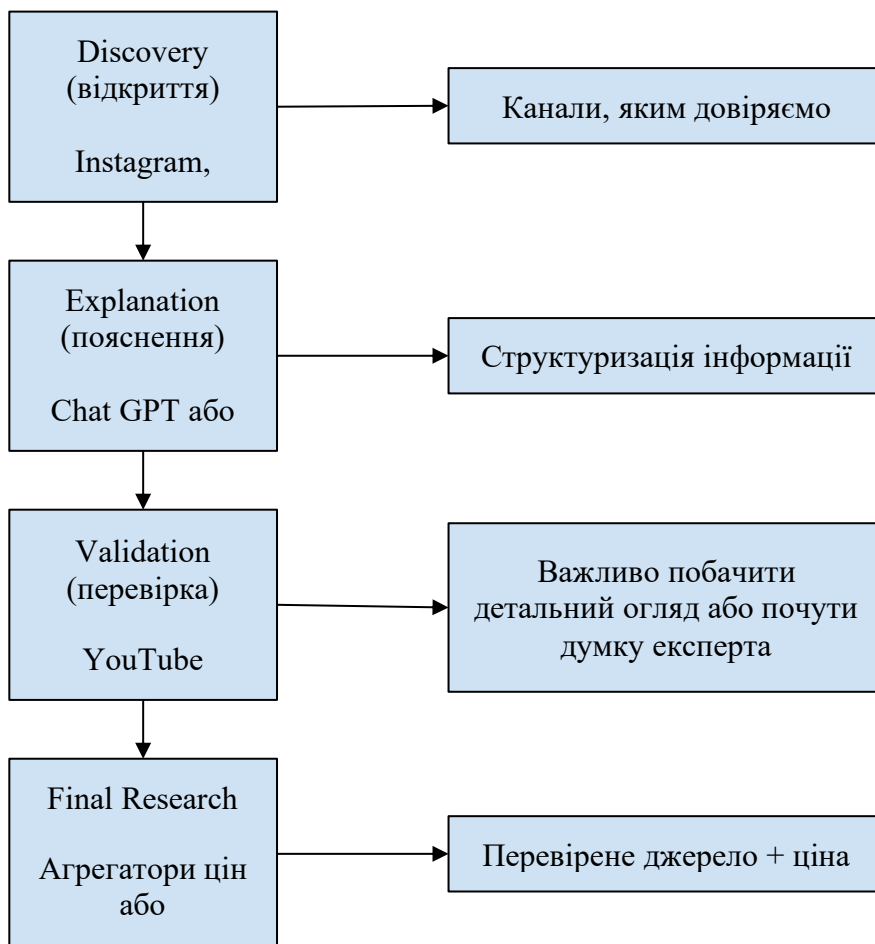 Discovery
(відкриття)
Instagram,
Канали, яким довіряємо
Explanation
(пояснення)
Chat GPT або
Структуризація інформації
Validation
(перевірка)
YouTube
Важливо побачити
детальний огляд або почути
думку експерта
Final Research
Агрегатори цін
або
Перевірене джерело + ціна